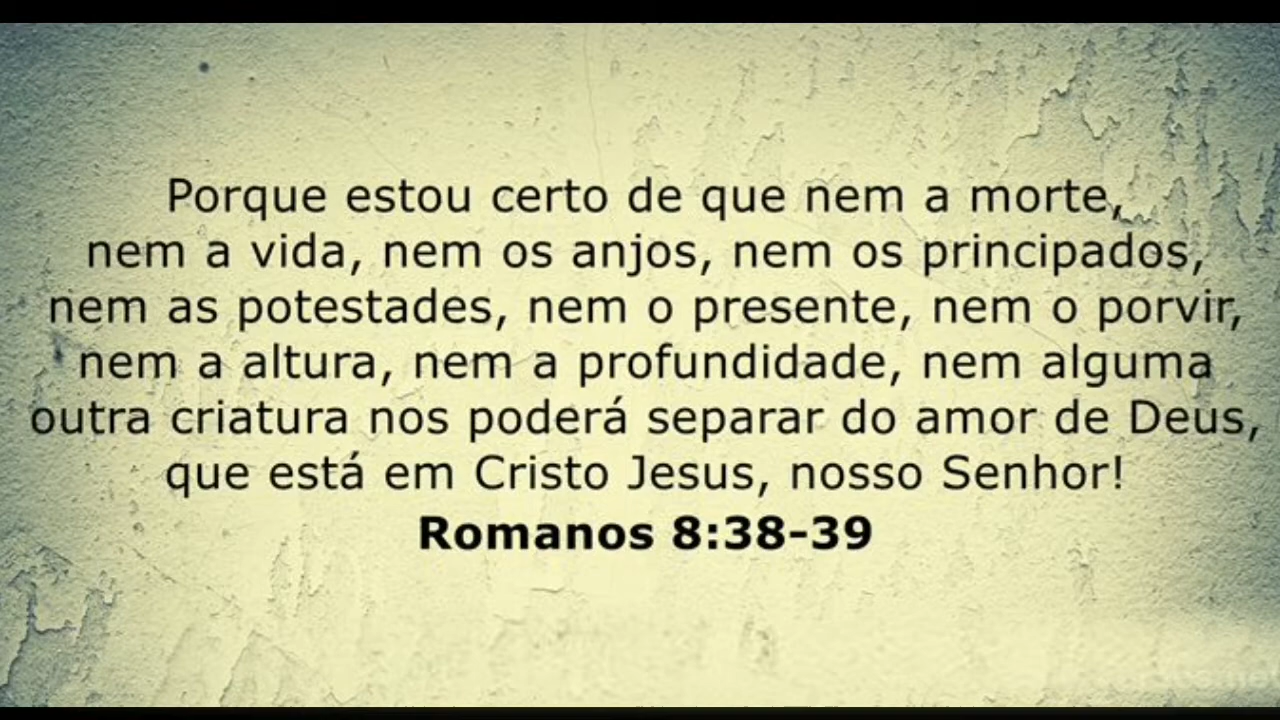 Porque estou certo de que nem a morte,
nem a vida, nem os anjos, nem os principados,
nem as potestades, nem o presente, nem o porvir,
nem a altura, nem a profundidade, nem alguma
outra criatura nos poderá separar do amor de Deus,
que está em Cristo Jesus, nosso Senhor!
Romanos 8:38-39